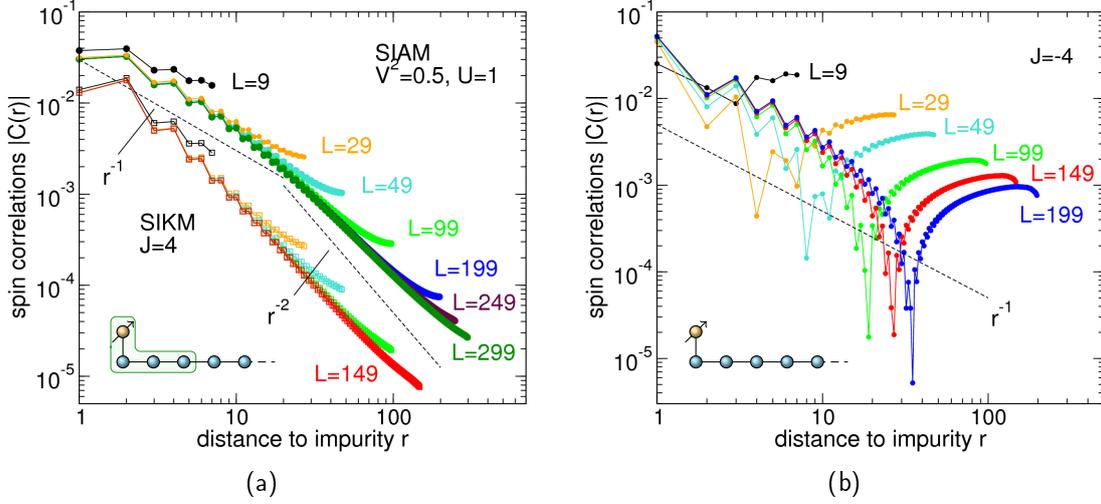 10^-1
10^-2
10^-3
10^-4
10^-5
spin correlations |C(r)|
SIAM
V^2=0.5, U=1
L=9
L=29
L=49
L=99
L=199
L=249
L=299
L=149
r^-1
r^-2
SIKM
J=4
1
10
100
distance to impurity r
(a)
10^-1
10^-2
10^-3
10^-4
10^-5
spin correlations |C(r)|
J=-4
L=9
L=29
L=49
L=99
L=149
L=199
r^-1
1
10
100
distance to impurity r
(b)